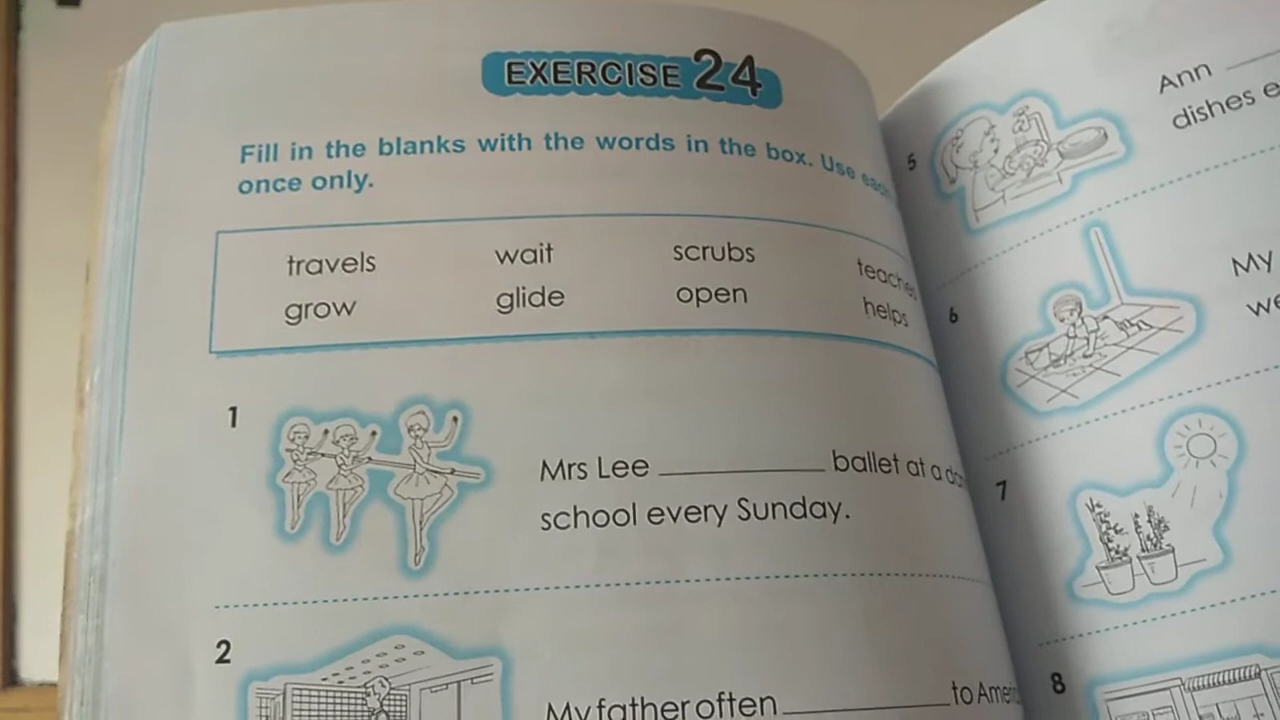 EXERCISE 24
Fill in the blanks with the words in the box. Use
once only.
travels wait scrubs
grow glide open helps
1
Mrs Lee ____________ ballet at a
school every Sunday.
2
My father often ____________ to
5
Ann
dishes
6
My
7
8